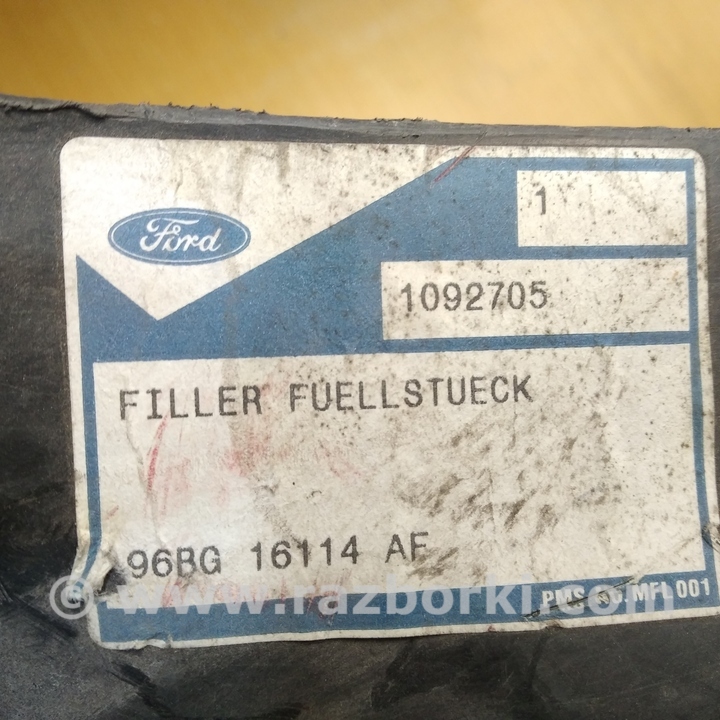 Ford
1
1092705
FILLER FUELLSTUECK
96BG 16114 AF
© www.razborki.com
PMS MFL 001